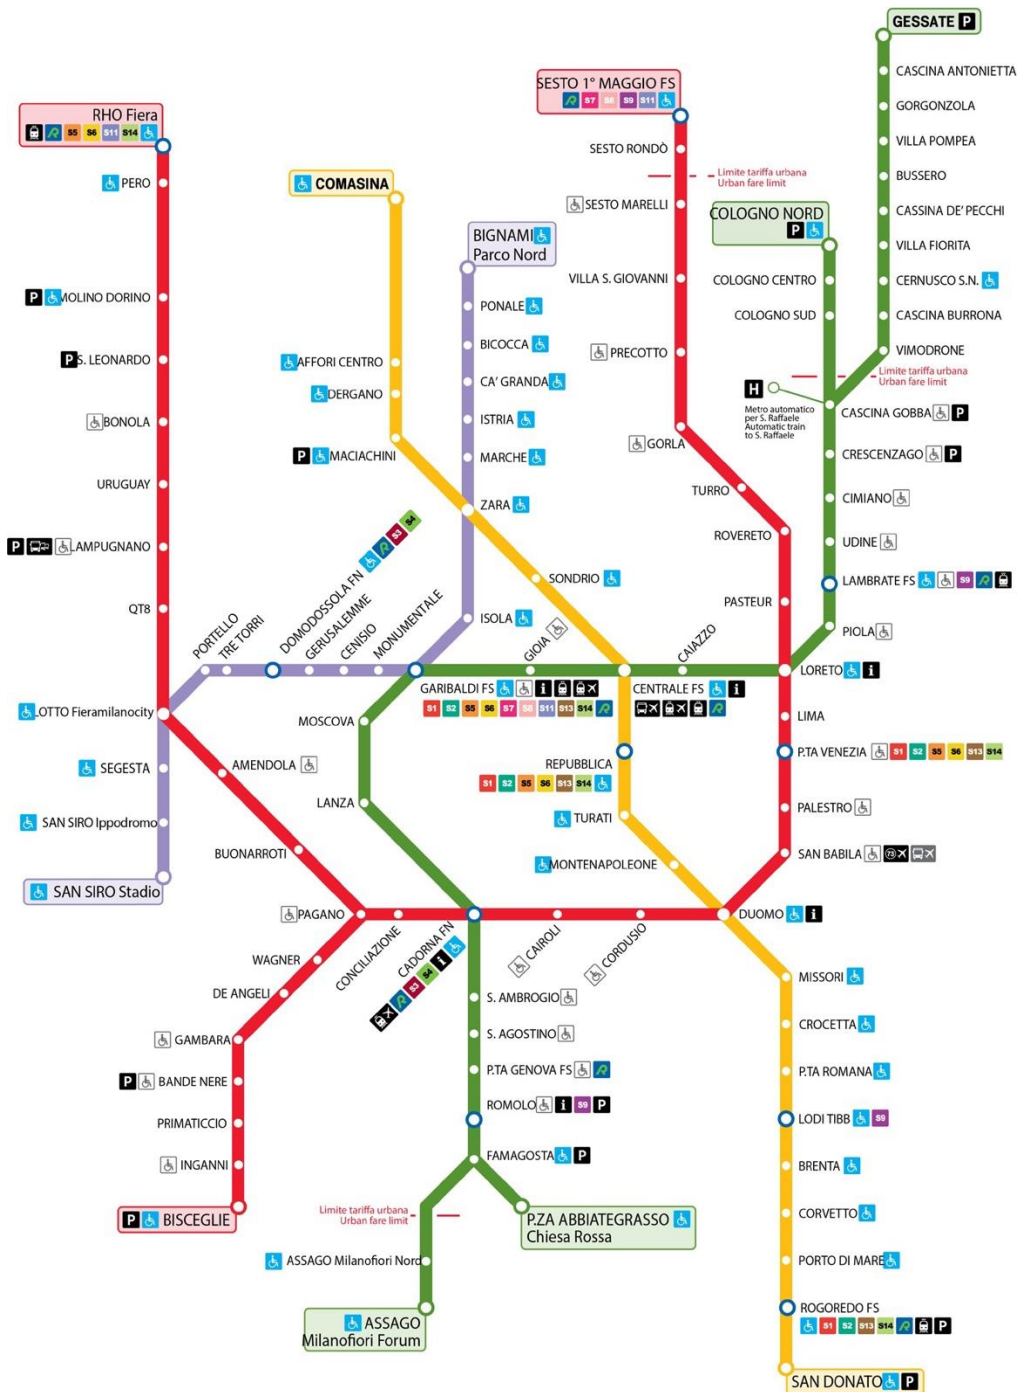 GESSATE P
CASCINA ANTONIETTA
GORGONZOLA
VILLA POMPEA
BUSSERO
CASSINA DE' PECCHI
VILLA FIORITA
CERNUSCO S.N.
CASCINA BURRONA
VIMODRONE
Limite tariffa urbana
Urban fare limit
COLOGNO NORD
P
COLOGNO CENTRO
COLOGNO SUD
H
Metro automatico
per S. Raffaele
Automatic train
to S. Raffaele
CASCINA GOBBA P
CRESCENZAGO P
CIMIANO
UDINE
LAMBRATE FS S9 R
PIOLA
LORETO i
SESTO 1° MAGGIO FS
R S7 S8 S9 S11
SESTO RONDÒ
Limite tariffa urbana
Urban fare limit
SESTO MARELLI
VILLA S. GIOVANNI
PRECOTTO
GORLA
TURRO
ROVERETO
PASTEUR
LIMA
P.TA VENEZIA S1 S2 S5 S6 S13 S14
PALESTRO
SAN BABILA 73
DUOMO i
RHO Fiera
R S5 S6 S11 S14
PERO
P MOLINO DORINO
P S. LEONARDO
BONOLA
URUGUAY
P LAMPUGNANO
QT8
LOTTO Fieramilanocity
AMENDOLA
BUONARROTI
PAGANO
CONCILIAZIONE
CADORNA FN
R S3 S4 i
CAIROLI
CORDUSIO
WAGNER
DE ANGELI
GAMBARA
P BANDE NERE
PRIMATICCIO
INGANNI
P BISCEGLIE
COMASINA
AFFORI CENTRO
DERGANO
P MACIACHINI
ZARA
SONDRIO
CENTRALE FS i
R
REPUBBLICA
S1 S2 S5 S6 S13 S14
TURATI
MONTENAPOLEONE
MISSORI
CROCETTA
P.TA ROMANA
LODI TIBB S9
BRENTA
CORVETTO
PORTO DI MARE
ROGOREDO FS
S1 S2 S13 S14 R P
SAN DONATO P
BIGNAMI
Parco Nord
PONALE
BICOCCA
CA' GRANDA
ISTRIA
MARCHE
ISOLA
GARIBALDI FS i
S1 S2 S5 S6 S7 S8 S11 S13 S14 R
MONUMENTALE
CENISIO
GERUSALEMME
DOMODOSSOLA FN R S3 S4
TRE TORRI
PORTELLO
SEGESTA
SAN SIRO Ippodromo
SAN SIRO Stadio
CAIAZZO
GIOIA
MOSCOVA
LANZA
S. AMBROGIO
S. AGOSTINO
P.TA GENOVA FS R
ROMOLO i S9 P
FAMAGOSTA P
P.ZA ABBIATEGRASSO
Chiesa Rossa
Limite tariffa urbana
Urban fare limit
ASSAGO Milanofiori Nord
ASSAGO
Milanofiori Forum